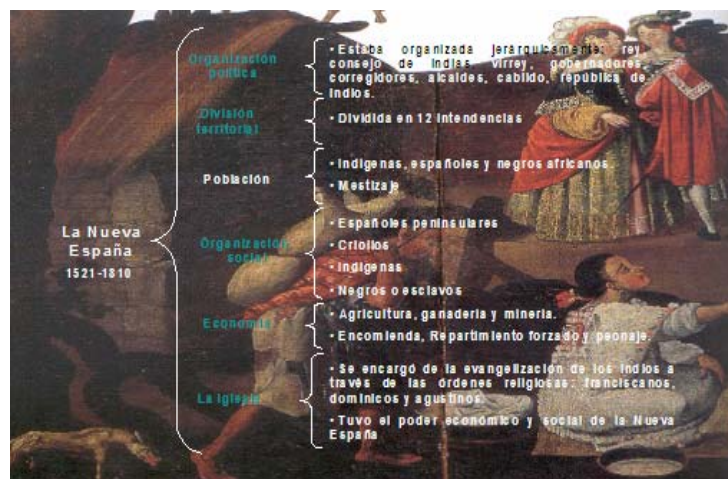 La Nueva
España
1521-1810
Organización
política
• Estaba organizada jerárquicamente: rey,
consejo de Indias, virrey, gobernadores,
corregidores, alcaldes, cabildo, república de
indios.
División
territorial
• Dividida en 12 intendencias
Población
• Indígenas, españoles y negros africanos.
• Mestizaje
Organización
social
• Españoles peninsulares
• Criollos
• Indígenas
• Negros o esclavos
Economía
• Agricultura, ganadería y minería.
• Encomienda, Repartimiento forzado y peonaje.
La Iglesia
• Se encargó de la evangelización de los indios a
través de las órdenes religiosas: franciscanos,
dominicos y agustinos.
• Tuvo el poder económico y social de la Nueva
España